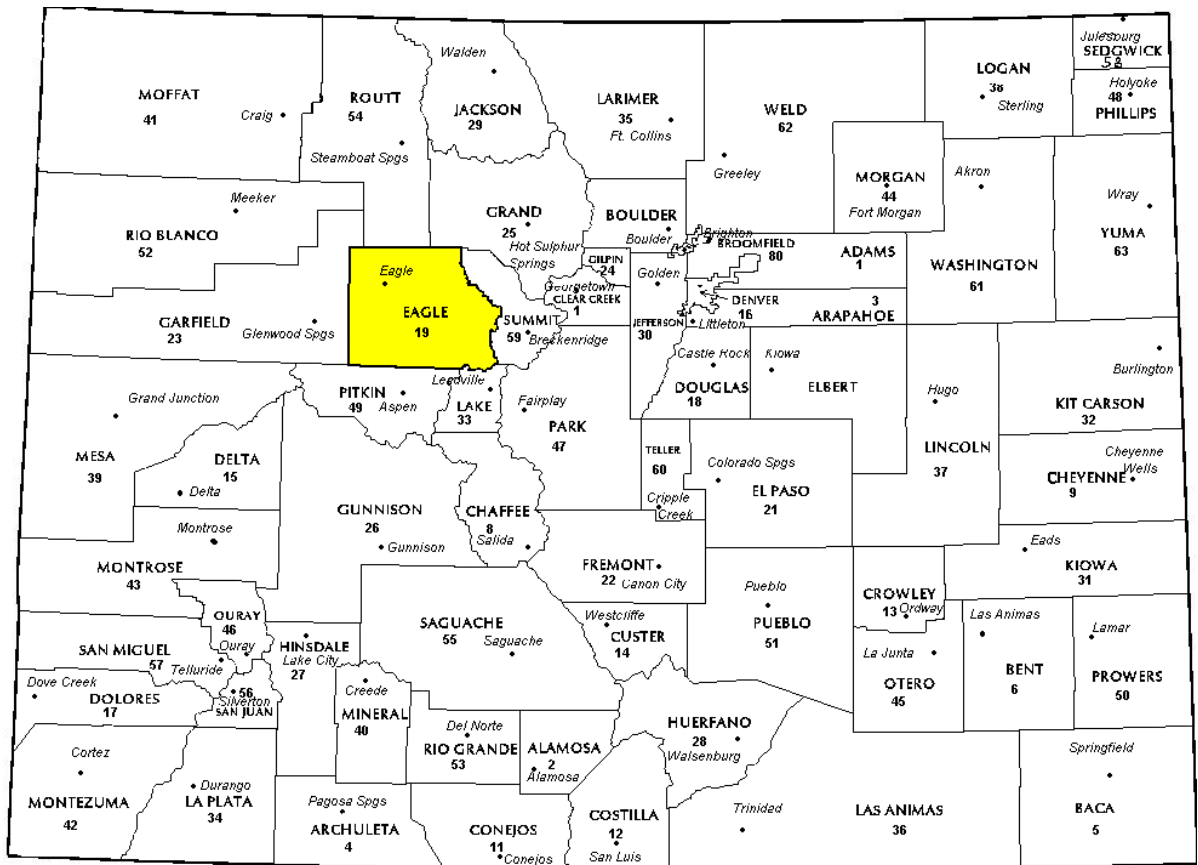 Walden
Julesburg
SEDGWICK
58
LOGAN
38
Sterling
Holyoke
48
PHILLIPS
MOFFAT
41
Craig
ROUTT
54
Steamboat Spgs
JACKSON
29
LARIMER
35
Ft. Collins
WELD
62
Greeley
MORGAN
44
Fort Morgan
Akron
Wray
YUMA
63
Meeker
RIO BLANCO
52
GRAND
25
Hot Sulphur
Springs
BOULDER
Boulder
Brighton
BROOMFIELD
80
ADAMS
1
WASHINGTON
61
GILPIN
24
Golden
Eagle
EAGLE
19
Georgetown
CLEAR CREEK
1
DENVER
16
3
ARAPAHOE
GARFIELD
23
Glenwood Spgs
SUMMIT
59
Breckenridge
JEFFERSON
30
Littleton
Castle Rock
DOUGLAS
18
Kiowa
ELBERT
Burlington
KIT CARSON
32
Hugo
LINCOLN
37
PITKIN
49
Aspen
Leadville
LAKE
33
Fairplay
PARK
47
Grand Junction
MESA
39
DELTA
15
Delta
TELLER
60
Cripple
Creek
Colorado Spgs
EL PASO
21
Cheyenne
Wells
CHEYENNE
9
GUNNISON
26
Gunnison
CHAFFEE
8
Salida
Montrose
MONTROSE
43
FREMONT
22
Canon City
Eads
KIOWA
31
CROWLEY
13
Ordway
Pueblo
PUEBLO
51
OURAY
46
Ouray
HINSDALE
Lake City
27
SAGUACHE
55
Saguache
Westcliffe
CUSTER
14
Las Animas
BENT
6
Lamar
PROWERS
50
La Junta
OTERO
45
SAN MIGUEL
57
Telluride
Dove Creek
DOLORES
17
56
Silverton
SAN JUAN
Creede
MINERAL
40
Del Norte
RIO GRANDE
53
ALAMOSA
2
Alamosa
HUERFANO
28
Walsenburg
Cortez
MONTEZUMA
42
Durango
LA PLATA
34
Pagosa Spgs
ARCHULETA
4
CONEJOS
11
Conejos
COSTILLA
12
San Luis
Trinidad
LAS ANIMAS
36
Springfield
BACA
5